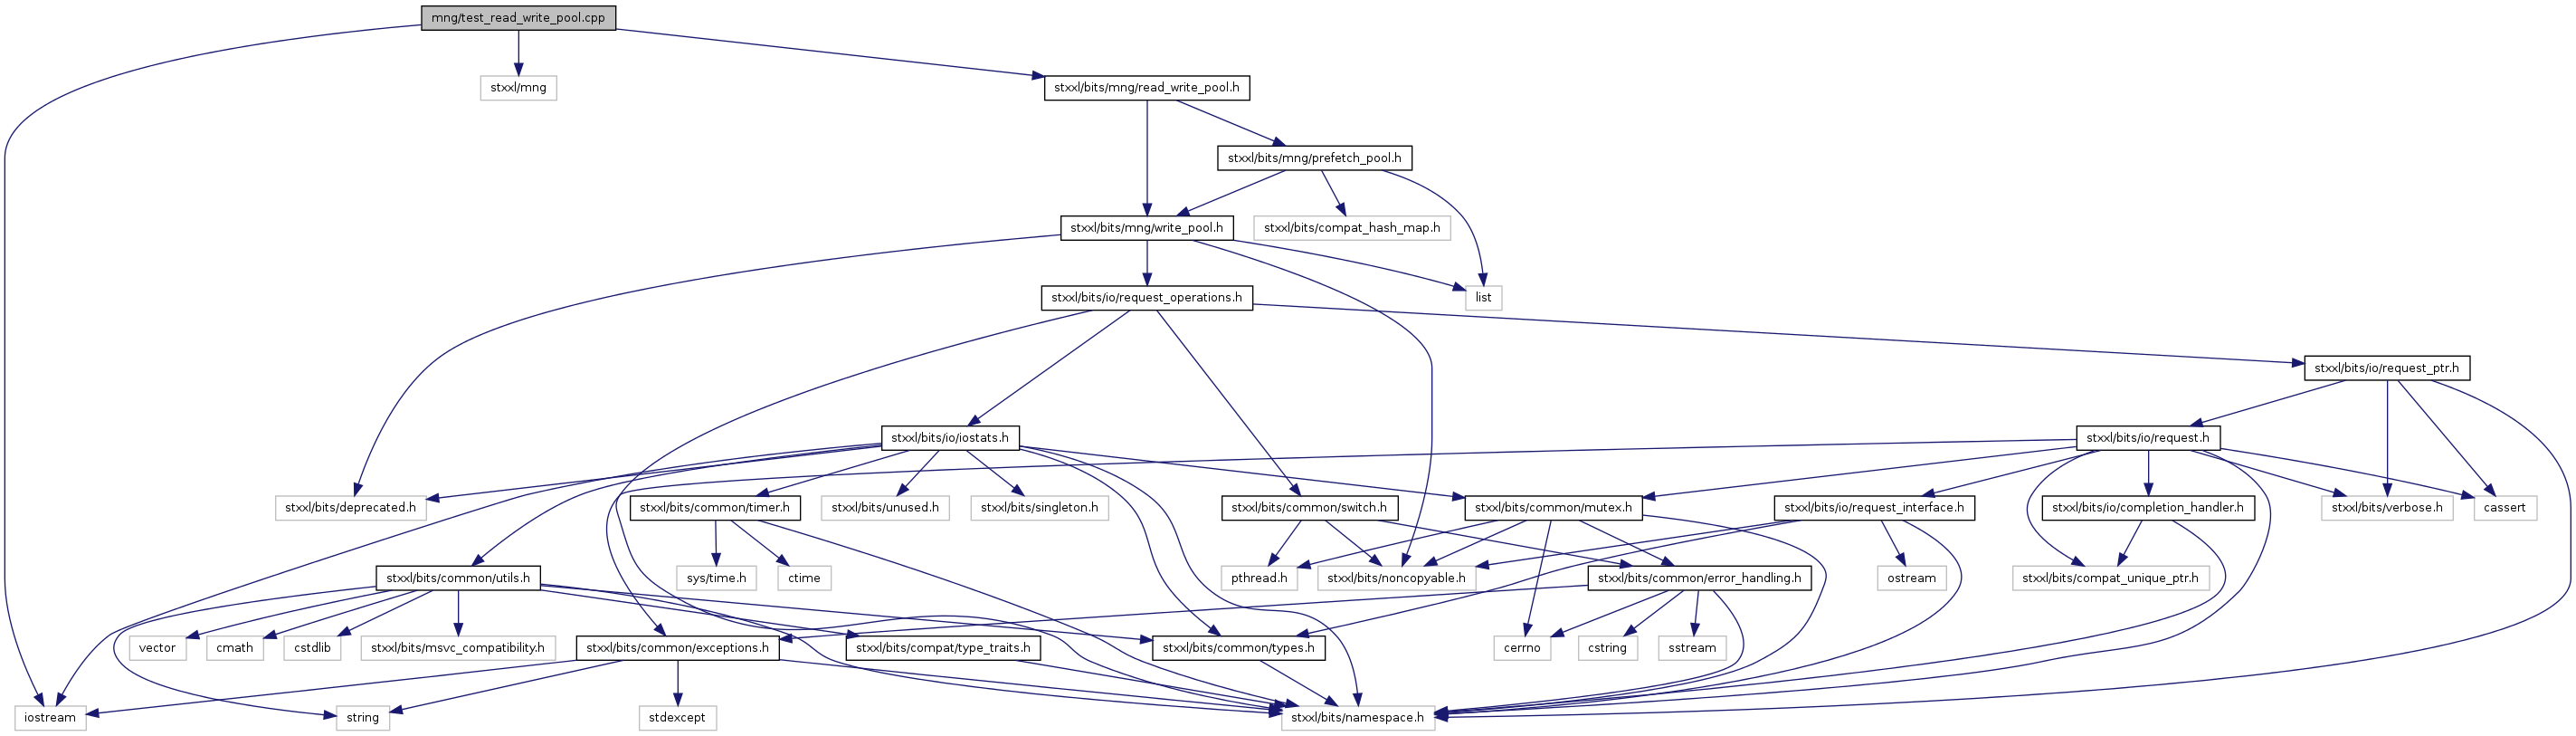 mng/test_read_write_pool.cpp
stxxl/mng
stxxl/bits/mng/read_write_pool.h
stxxl/bits/mng/prefetch_pool.h
stxxl/bits/mng/write_pool.h
stxxl/bits/compat_hash_map.h
stxxl/bits/io/request_operations.h
list
stxxl/bits/io/request_ptr.h
stxxl/bits/io/iostats.h
stxxl/bits/io/request.h
stxxl/bits/deprecated.h
stxxl/bits/common/timer.h
stxxl/bits/unused.h
stxxl/bits/singleton.h
stxxl/bits/common/switch.h
stxxl/bits/common/mutex.h
stxxl/bits/io/request_interface.h
stxxl/bits/io/completion_handler.h
stxxl/bits/verbose.h
cassert
stxxl/bits/common/utils.h
sys/time.h
ctime
pthread.h
stxxl/bits/noncopyable.h
stxxl/bits/common/error_handling.h
ostream
stxxl/bits/compat_unique_ptr.h
vector
cmath
cstdlib
stxxl/bits/msvc_compatibility.h
stxxl/bits/common/exceptions.h
stxxl/bits/compat/type_traits.h
stxxl/bits/common/types.h
cerrno
cstring
sstream
iostream
string
stdexcept
stxxl/bits/namespace.h